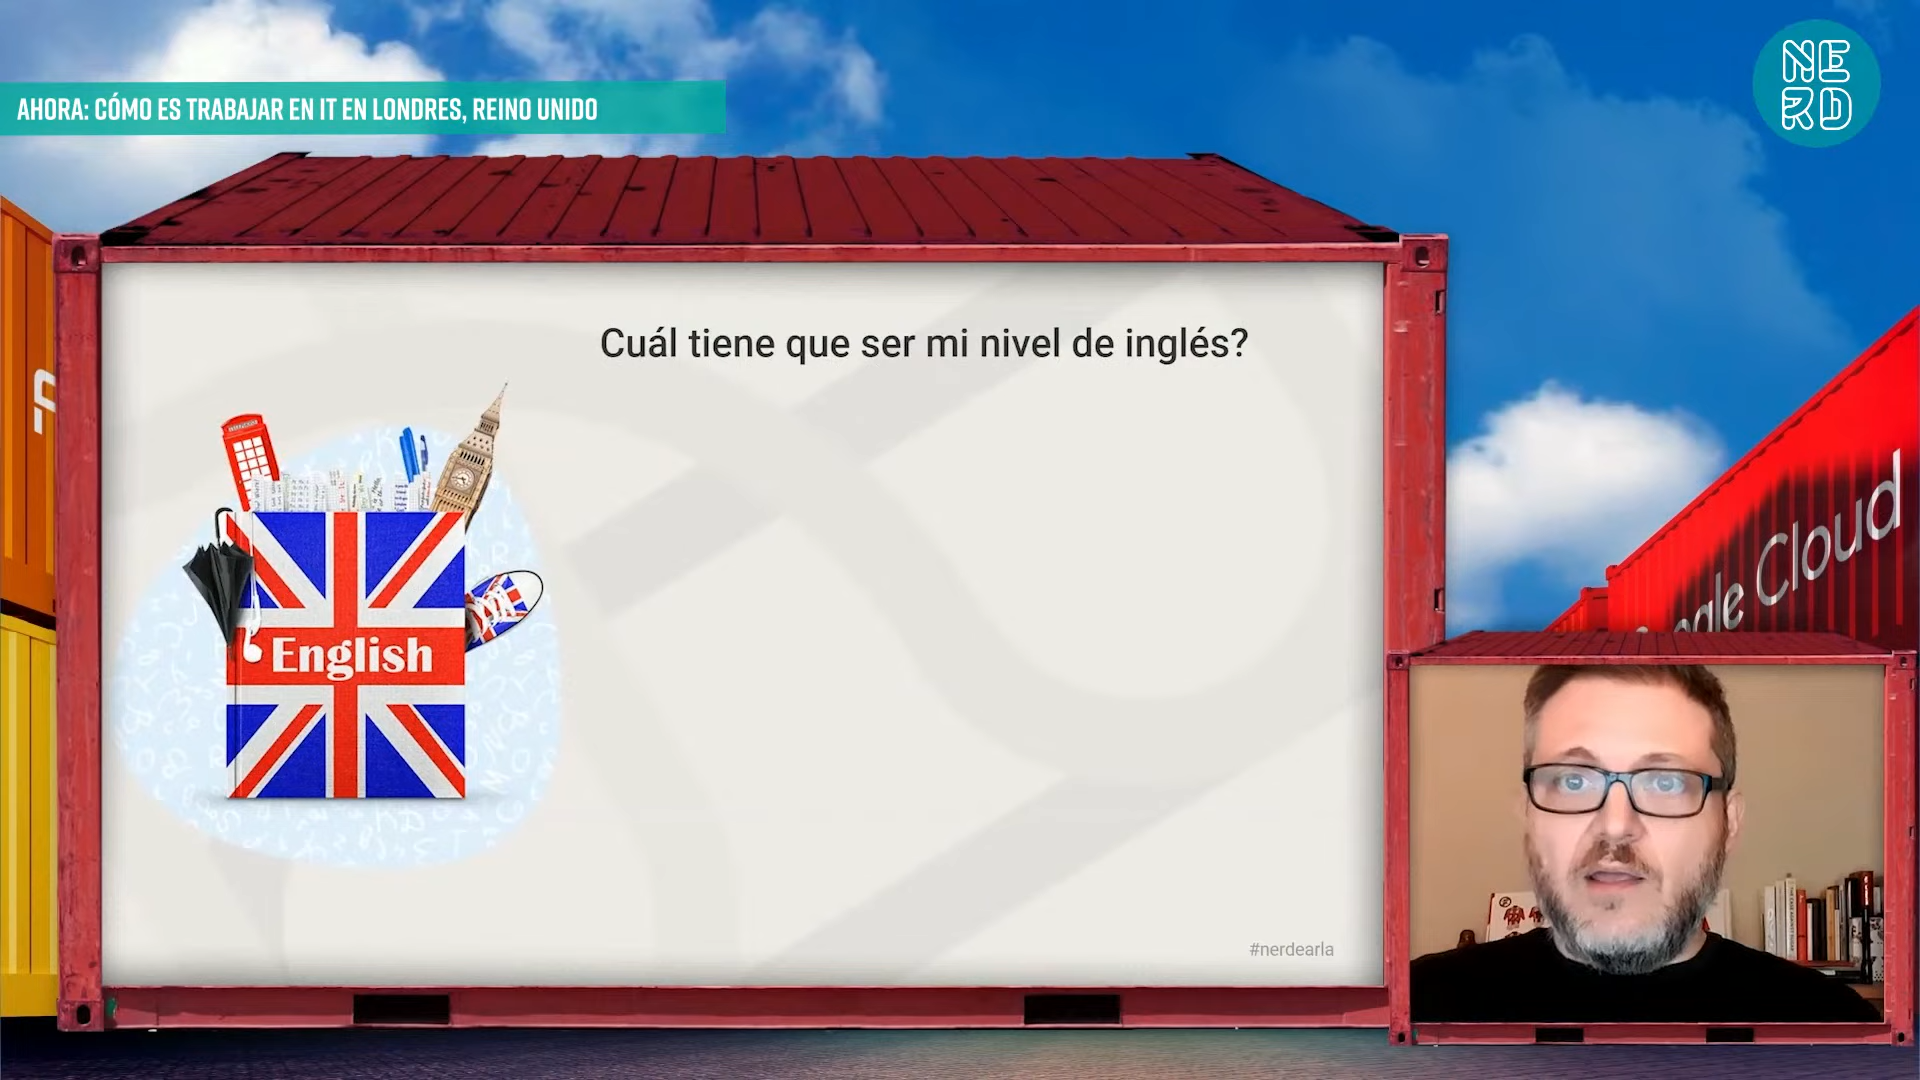 AHORA: CÓMO ES TRABAJAR EN IT EN LONDRES, REINO UNIDO
NE
RD
Cuál tiene que ser mi nivel de inglés?
English
Cloud
#nerdearla